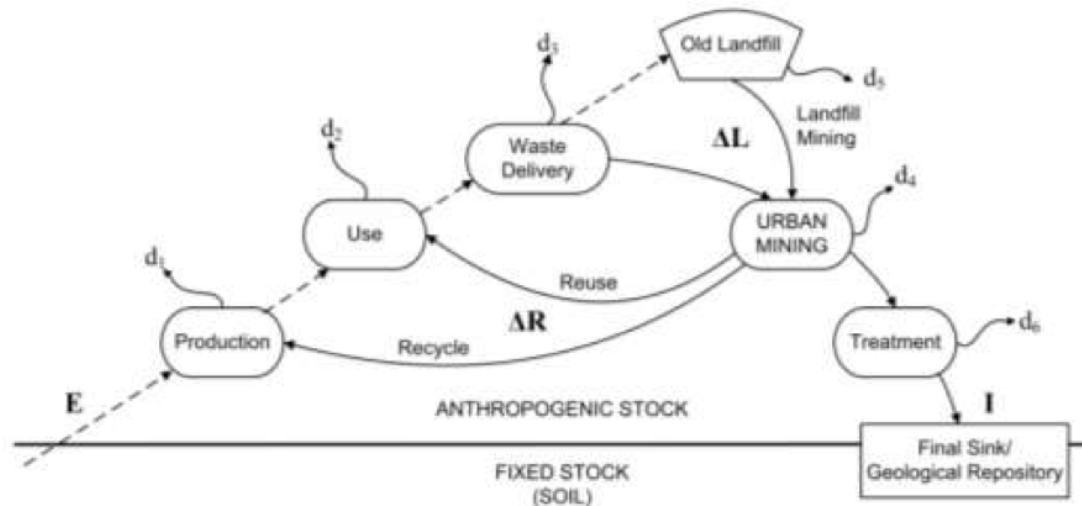 Old Landfill
d₃
d₅
Landfill
Mining
ΔL
Waste
Delivery
d₂
d₄
URBAN
MINING
Use
d₁
Reuse
ΔR
Production
Recycle
Treatment
d₆
E
ANTHROPOGENIC STOCK
I
Final Sink/
Geological Repository
FIXED STOCK
(SOIL)